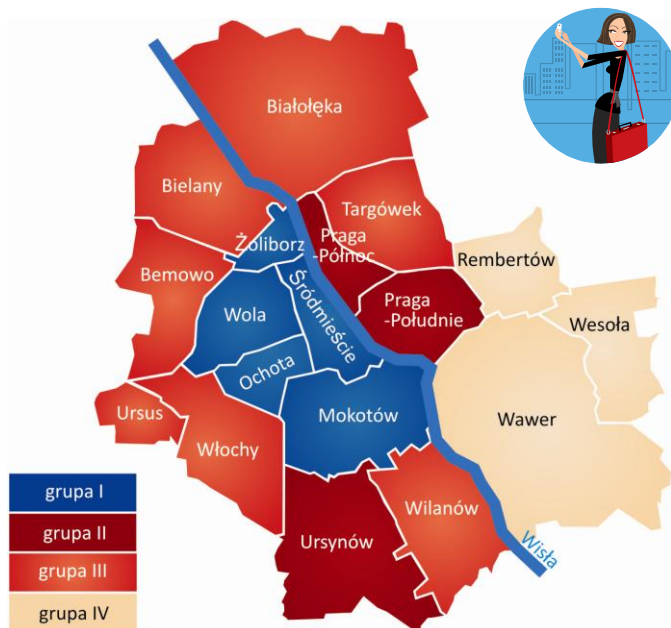 Białołęka
Bielany
Targówek
Żoliborz
Praga
-Północ
Rembertów
Bemowo
Śródmieście
Praga
-Południe
Wesoła
Wola
Ochota
Ursus
Mokotów
Wawer
Włochy
Wilanów
Ursynów
Wisła
grupa I
grupa II
grupa III
grupa IV